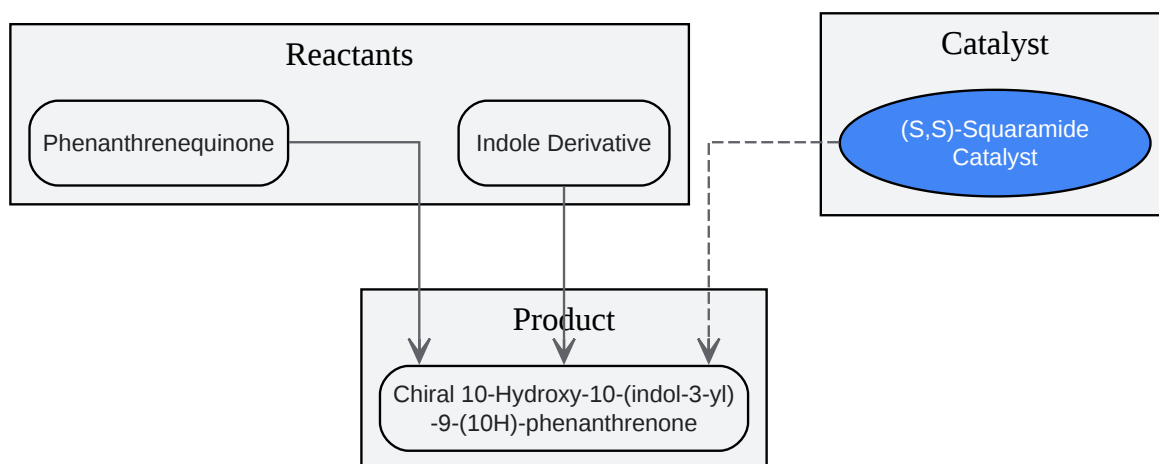 Reactants
Catalyst
Phenanthrenequinone
Indole Derivative
(S,S)-Squaramide
Catalyst
Product
Chiral 10-Hydroxy-10-(indol-3-yl)
-9-(10H)-phenanthrenone